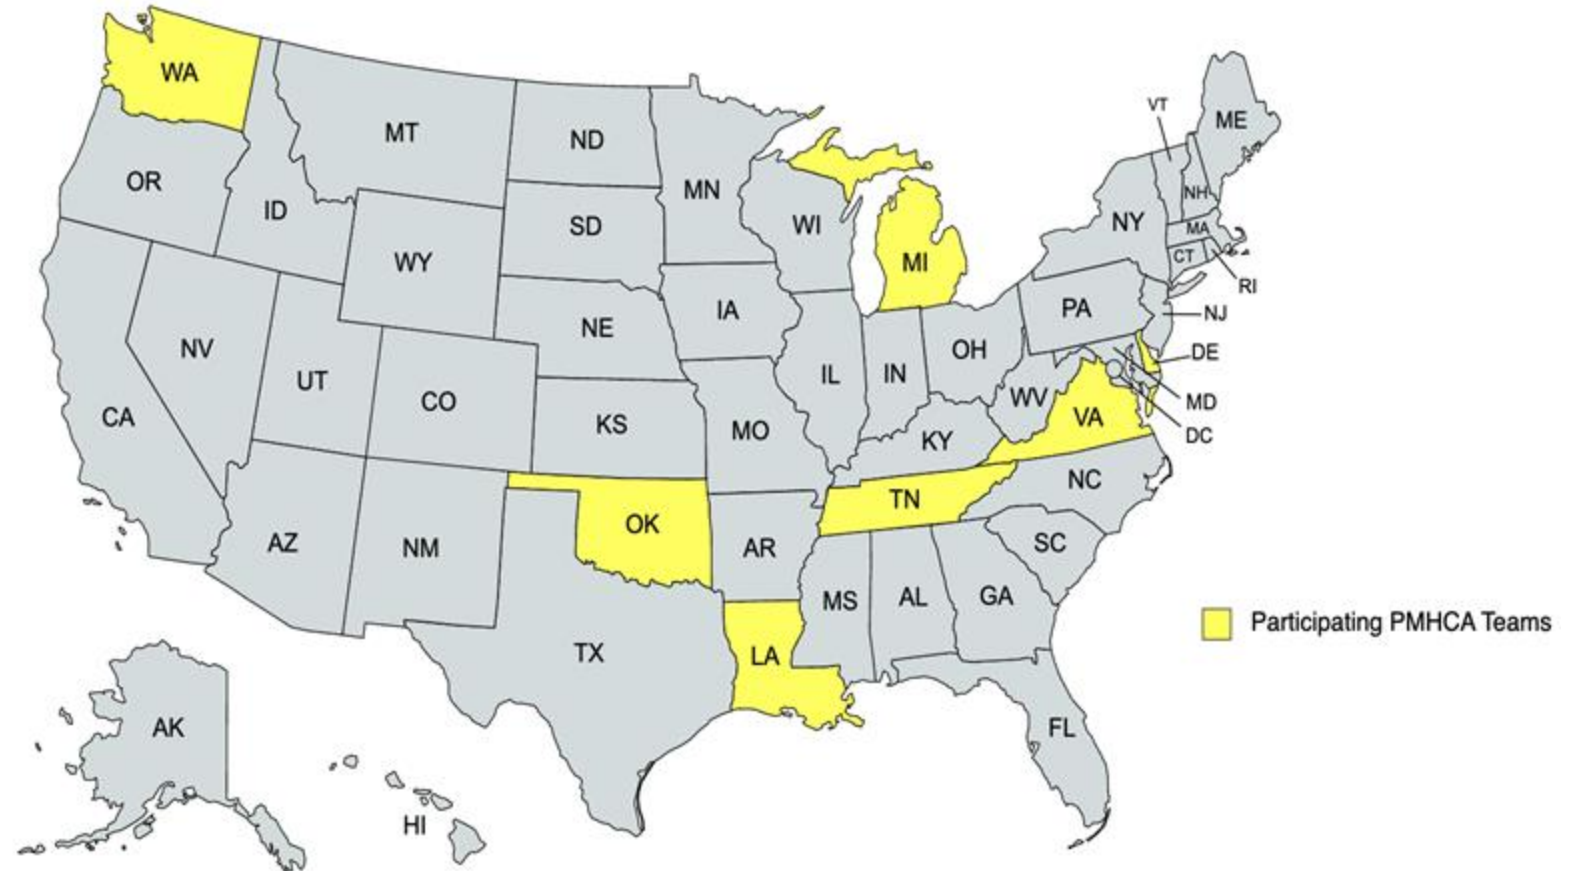 WA
VT
ME
MT
ND
OR
MN
ID
SD
WI
NH
NY
MA
WY
MI
CT
RI
IA
PA
NJ
NE
NV
OH
DE
UT
IL
IN
CO
WV
MD
CA
KS
MO
KY
VA
DC
NC
TN
OK
AZ
NM
AR
SC
MS
AL
GA
Participating PMHCA Teams
TX
LA
AK
FL
HI